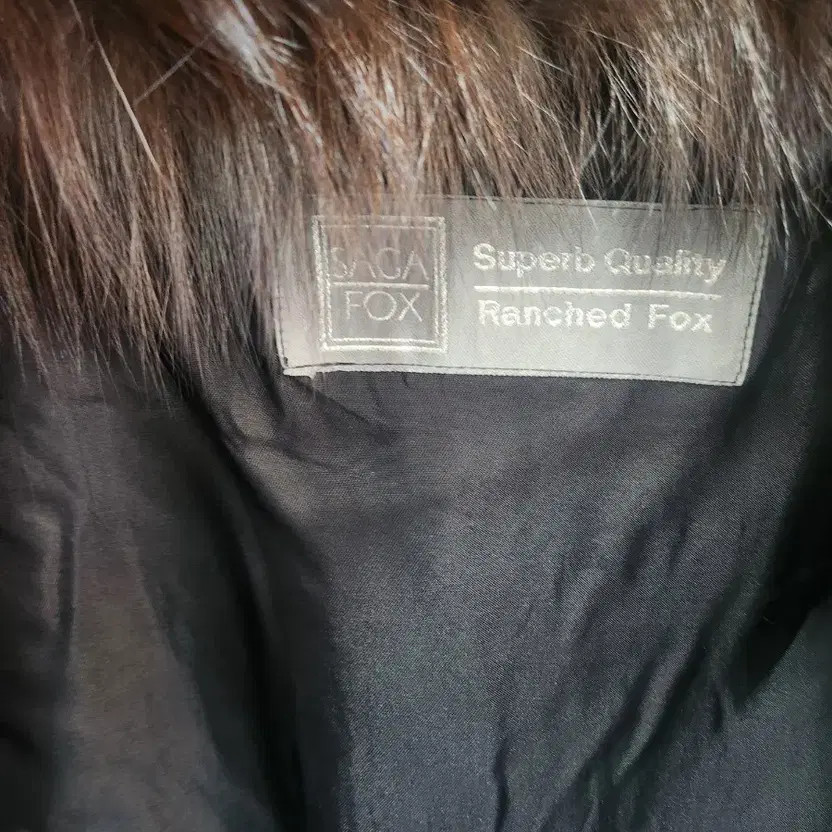 SAGA
FOX
Superb Quality
Ranched Fox